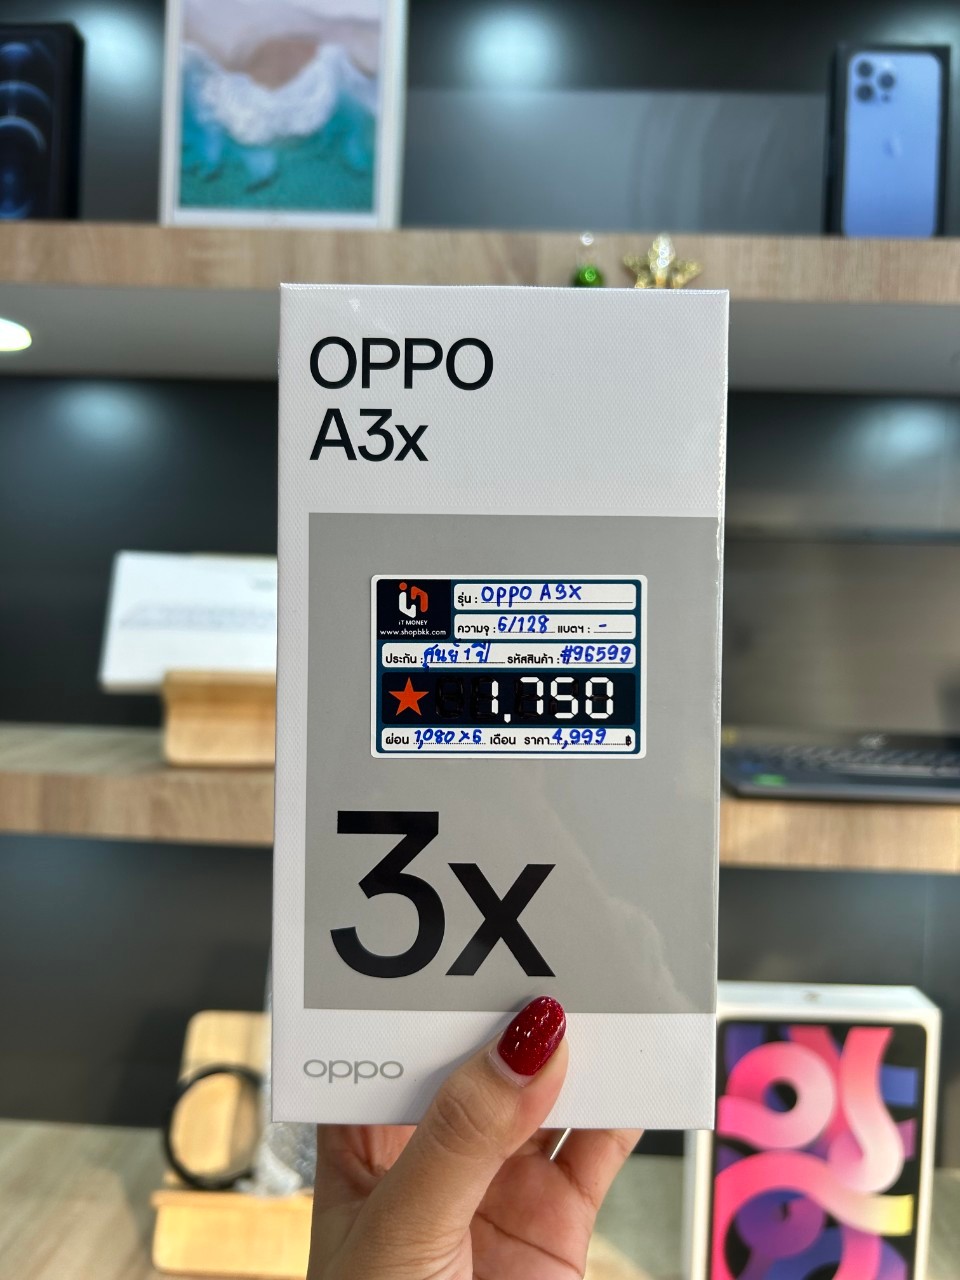 OPPO
A3x
iT MONEY
www.shopbkk.com
รุ่น : OPPO A3X
ความจุ : 6/128 แบตฯ : -
ประกัน : ศูนย์ 1 ปี รหัสสินค้า : #96599
1,750
ผ่อน 1,080 x 6 เดือน ราคา 4,999 ฿
3x
oppo